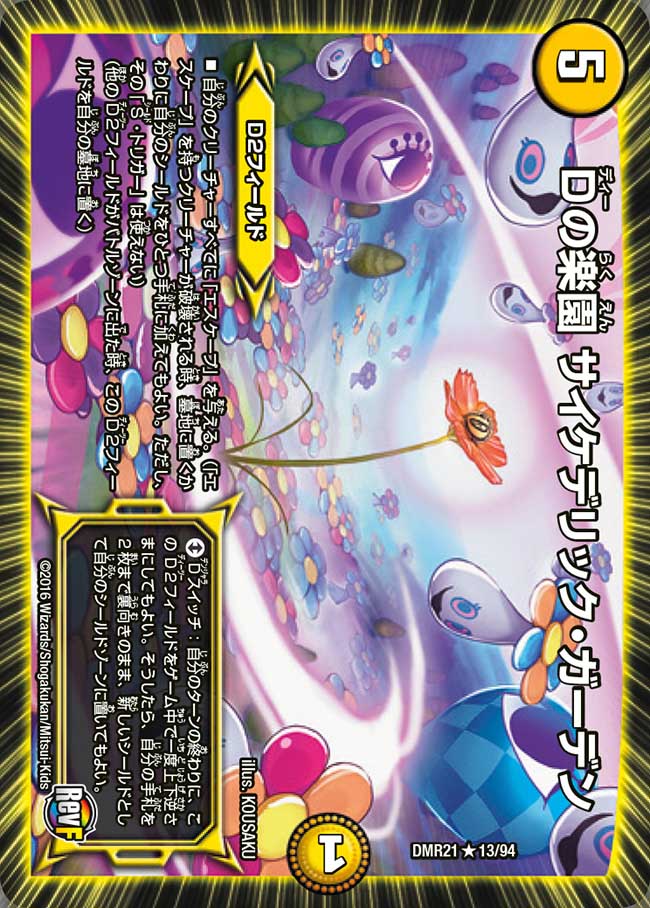 5
Dの楽園 サイケデリック・ガーデン
D2フィールド
■ 自分のクリーチャーすべてに「エスケープ」を与える。(「エ
スケープ」を持つクリーチャーが破壊される時、墓地に置くか
わりに自分のシールドをひとつ手札に加えてもよい。ただし、
その「S・トリガー」は使えない)
(他のD2フィールドがバトルゾーンに出た時、このD2フィー
ルドを自分の墓地に置く)
Dスイッチ：自分のターンの終わりに、こ
のD2フィールドをゲーム中で一度上下逆さ
まにしてもよい。そうしたら、自分の手札を
2枚まで裏向きのまま、新しいシールドとし
て自分のシールドゾーンに置いてもよい。
RevF
illus. KOUSAKU
©2016 Wizards/Shogakukan/Mitsui-Kids
DMR21★13/94
1